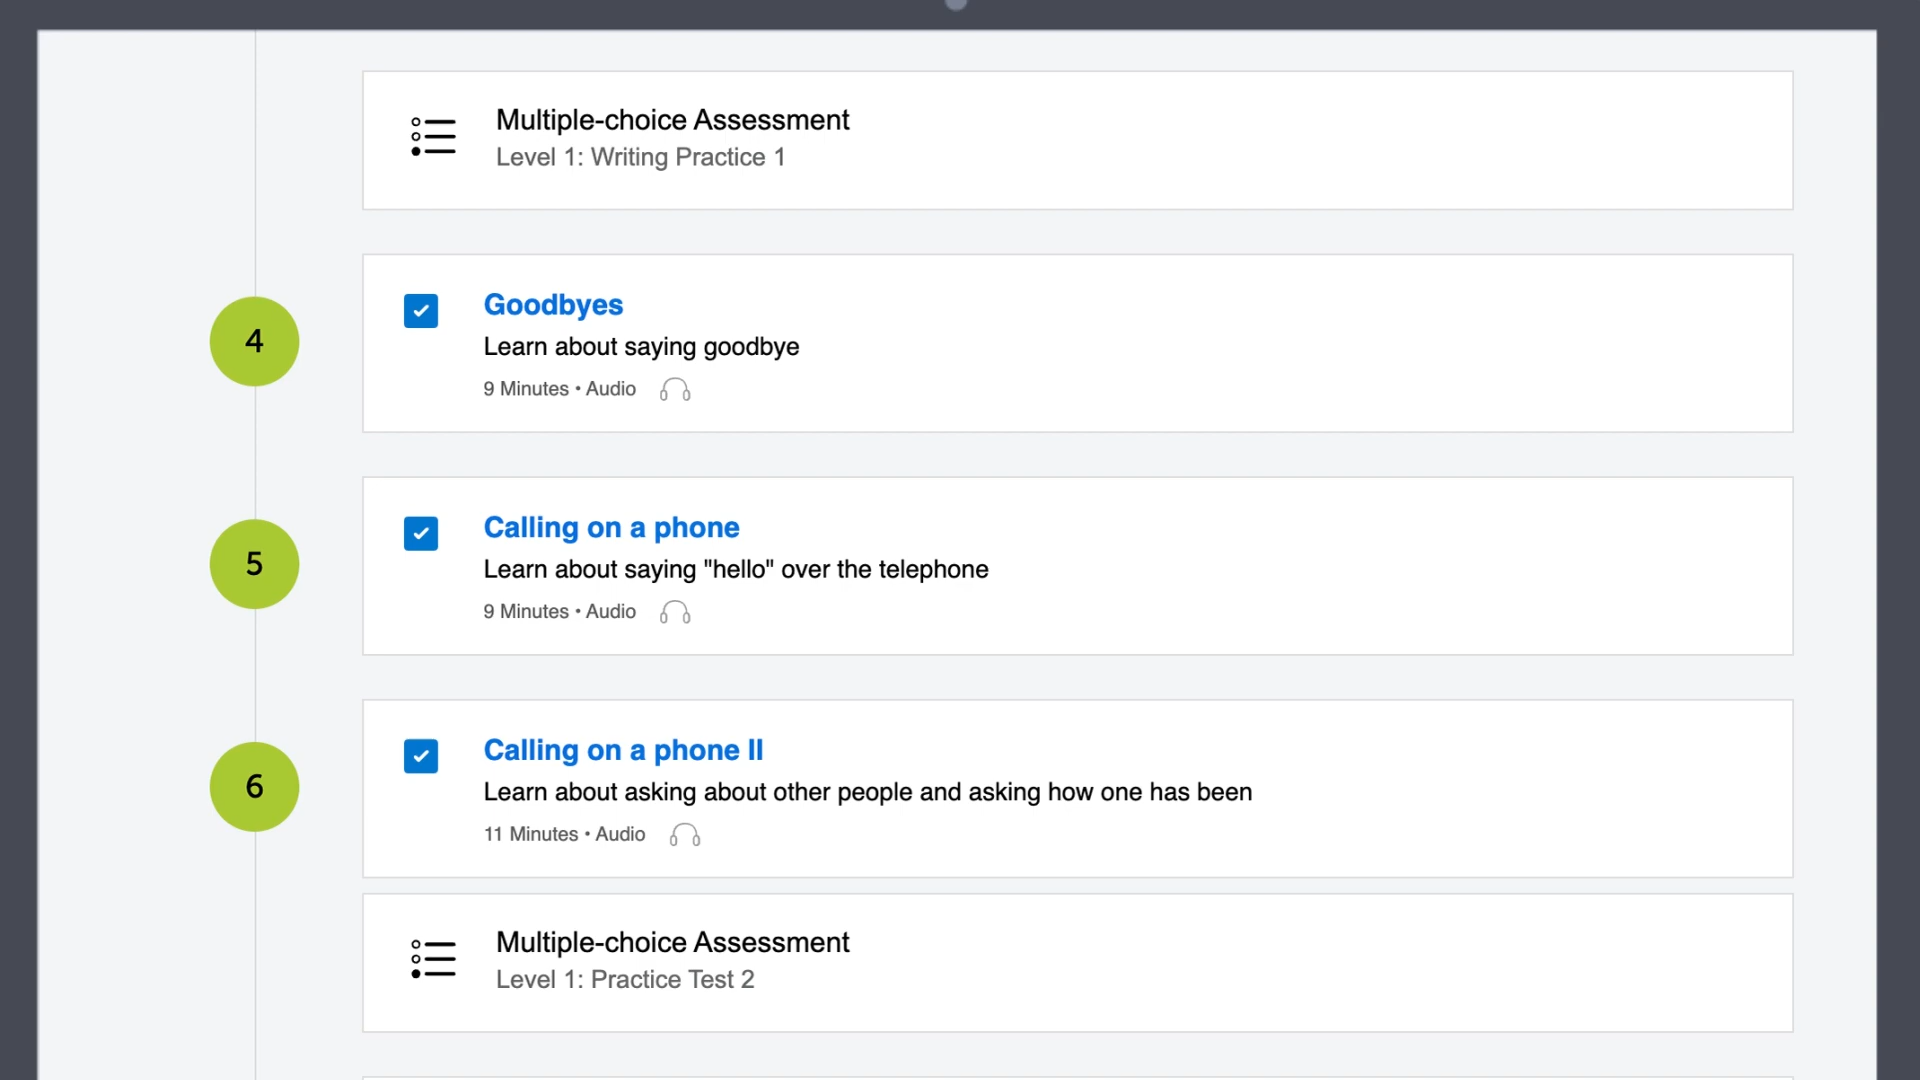 Multiple-choice Assessment
Level 1: Writing Practice 1
4
Goodbyes
Learn about saying goodbye
9 Minutes • Audio
5
Calling on a phone
Learn about saying "hello" over the telephone
9 Minutes • Audio
6
Calling on a phone II
Learn about asking about other people and asking how one has been
11 Minutes • Audio
Multiple-choice Assessment
Level 1: Practice Test 2